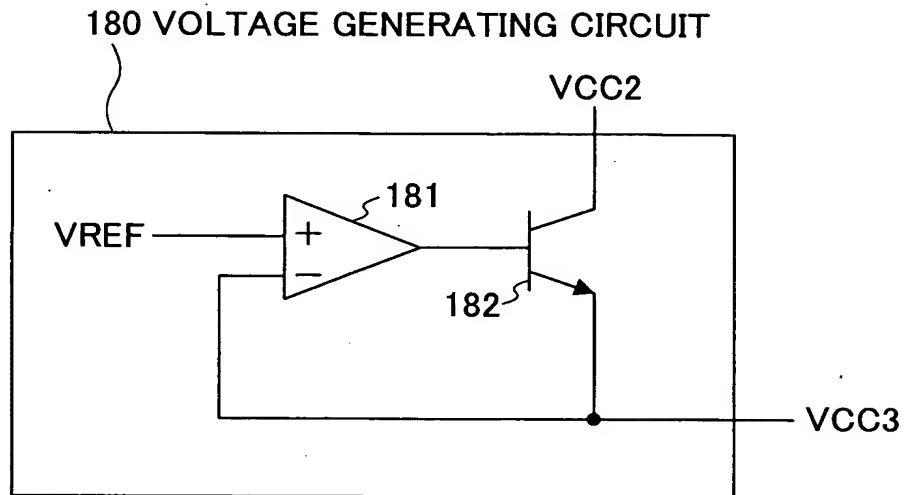 180 VOLTAGE GENERATING CIRCUIT
VCC2
181
VREF
+
−
182
VCC3